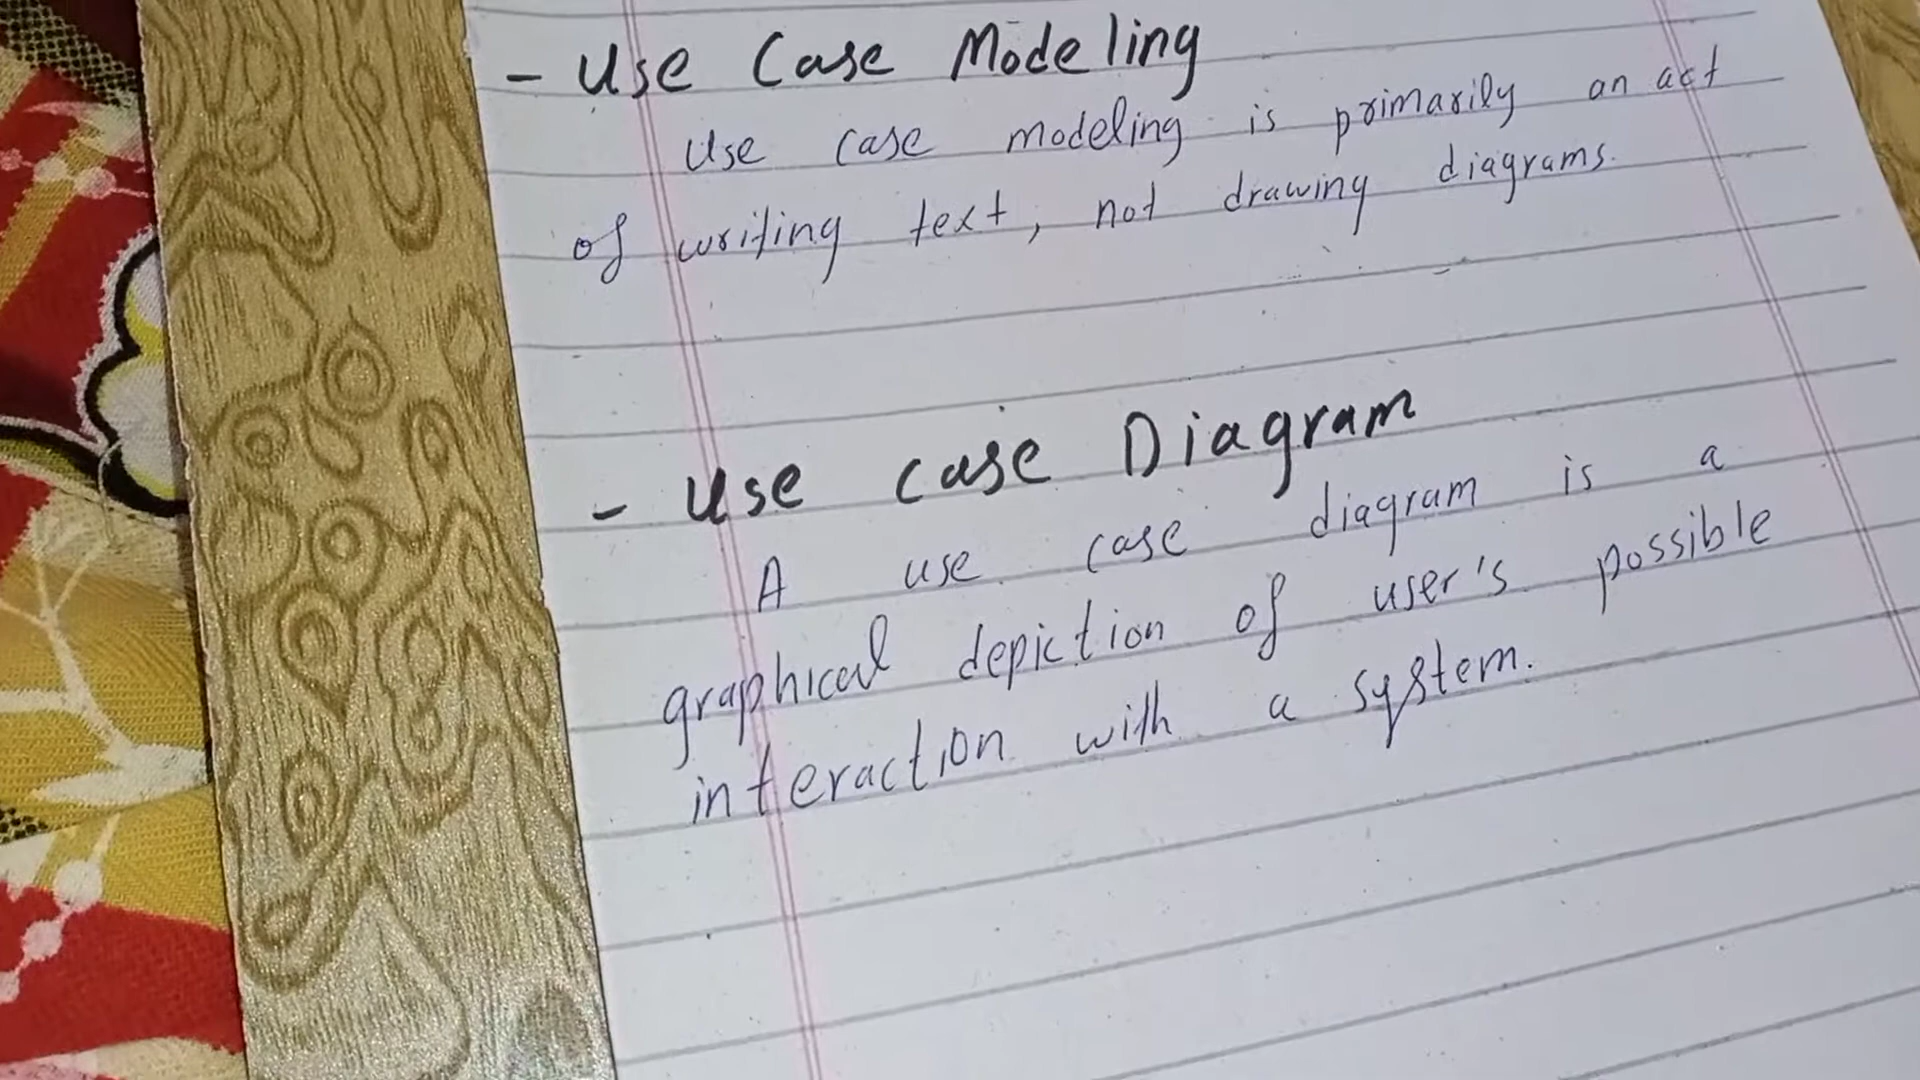 - Use Case Modeling
Use case modeling is primarily an act
of writing text, not drawing diagrams.
- Use case Diagram
A use case diagram is a
graphical depiction of user's possible
interaction with a system.